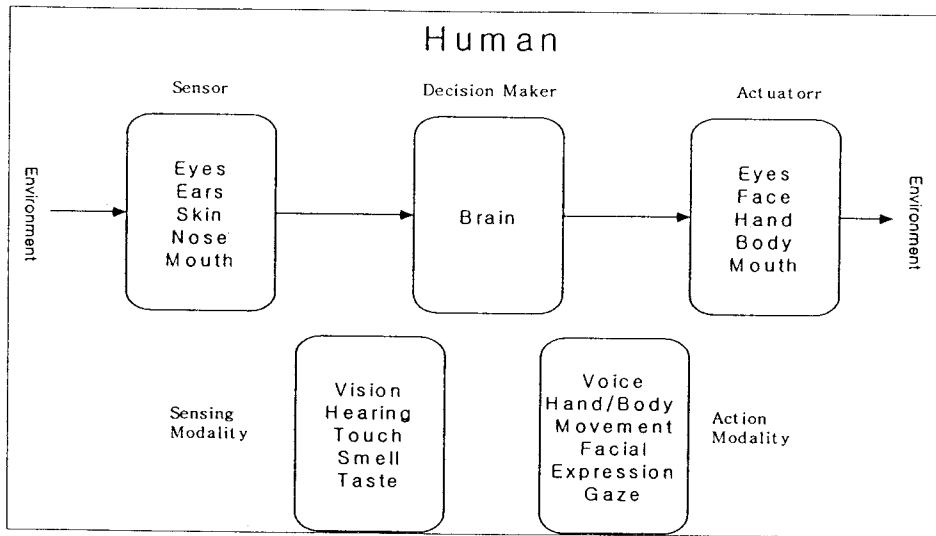 Human
Sensor
Decision Maker
Actuatorr
Environment
Eyes
Ears
Skin
Nose
Mouth
Brain
Eyes
Face
Hand
Body
Mouth
Environment
Sensing
Modality
Vision
Hearing
Touch
Smell
Taste
Voice
Hand/Body
Movement
Facial
Expression
Gaze
Action
Modality